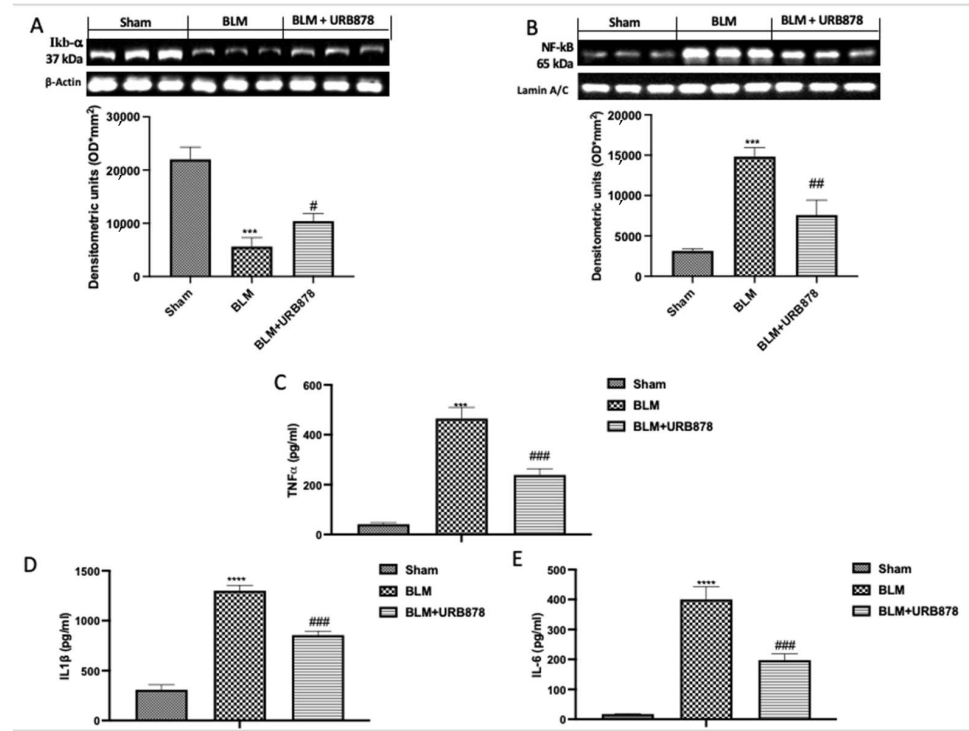 A
Sham BLM BLM + URB878
Ikb-α
37 kDa
β-Actin
Densitometric units (OD*mm²)
30000
20000
10000
0
***
#
Sham
BLM
BLM+URB878
B
Sham BLM BLM + URB878
NF-kB
65 kDa
Lamin A/C
Densitometric units (OD*mm²)
20000
15000
10000
5000
0
***
##
Sham
BLM
BLM+URB878
C
TNFα (pg/ml)
600
400
200
0
***
###
Sham
BLM
BLM+URB878
D
IL1β (pg/ml)
1500
1000
500
0
****
###
Sham
BLM
BLM+URB878
E
IL-6 (pg/ml)
500
400
300
200
100
0
****
###
Sham
BLM
BLM+URB878